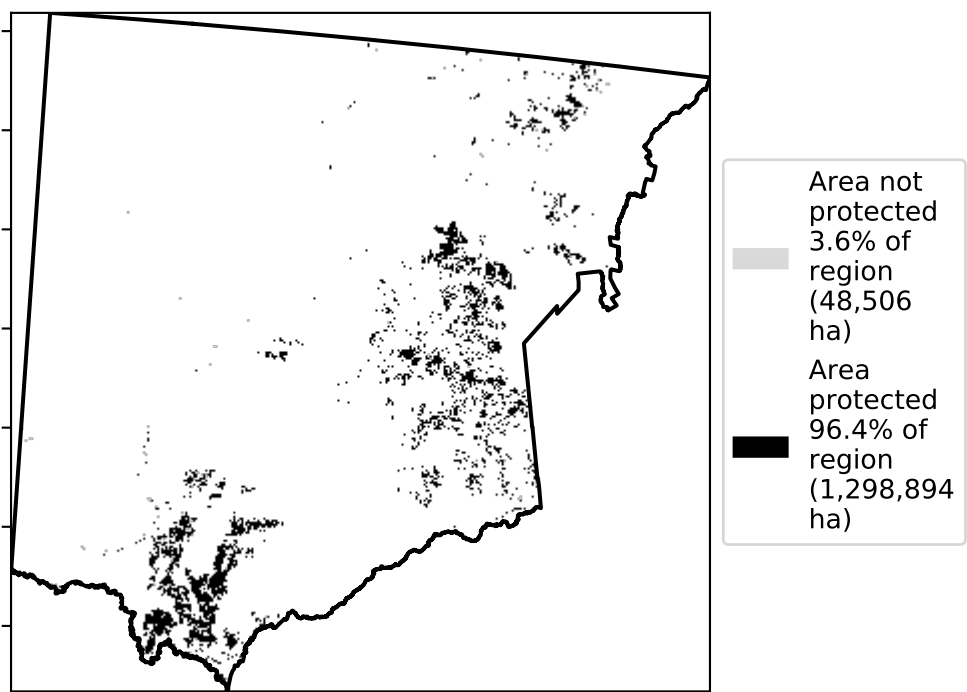 Area not
protected
3.6% of
region
(48,506
ha)
Area
protected
96.4% of
region
(1,298,894
ha)